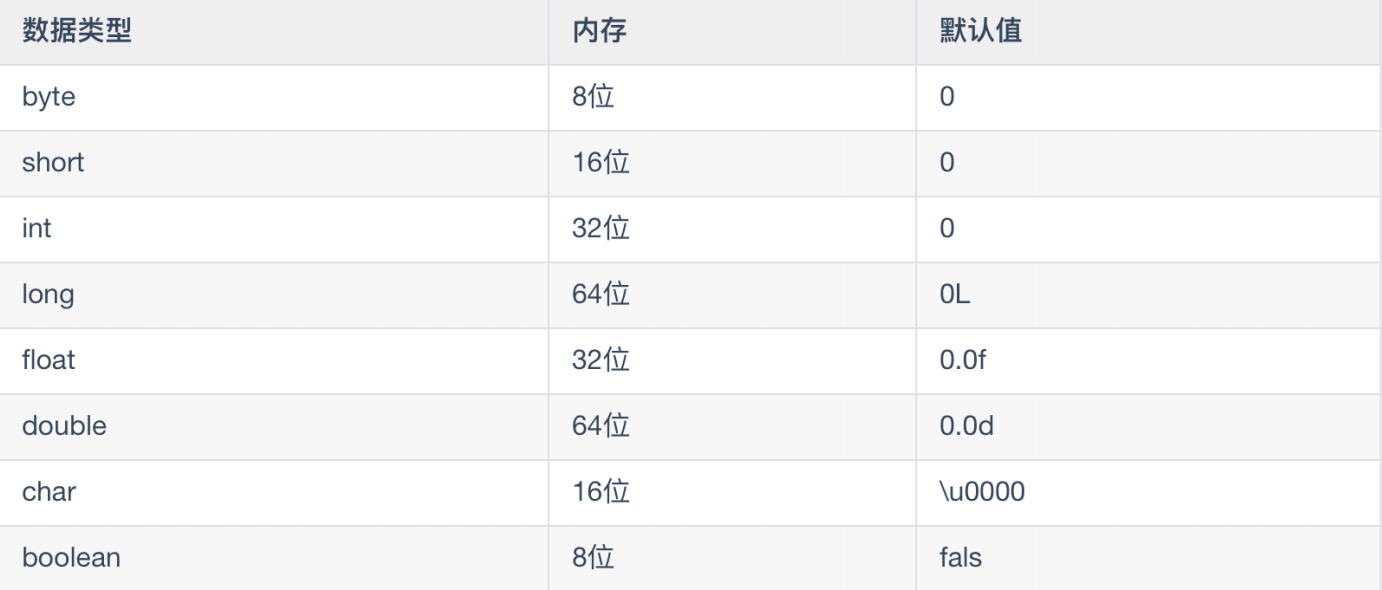 数据类型 内存 默认值
byte 8位 0
short 16位 0
int 32位 0
long 64位 0L
float 32位 0.0f
double 64位 0.0d
char 16位 \u0000
boolean 8位 fals